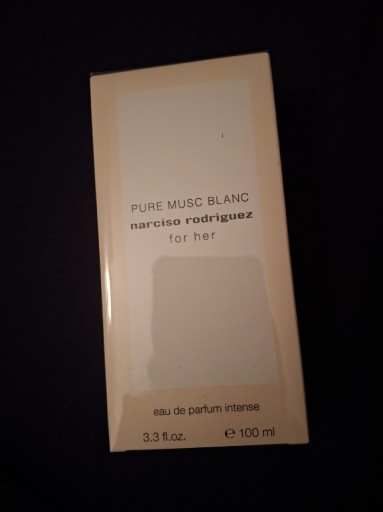 PURE MUSC BLANC
narciso rodriguez
for her
eau de parfum intense
3.3 fl.oz. ℮ 100 ml